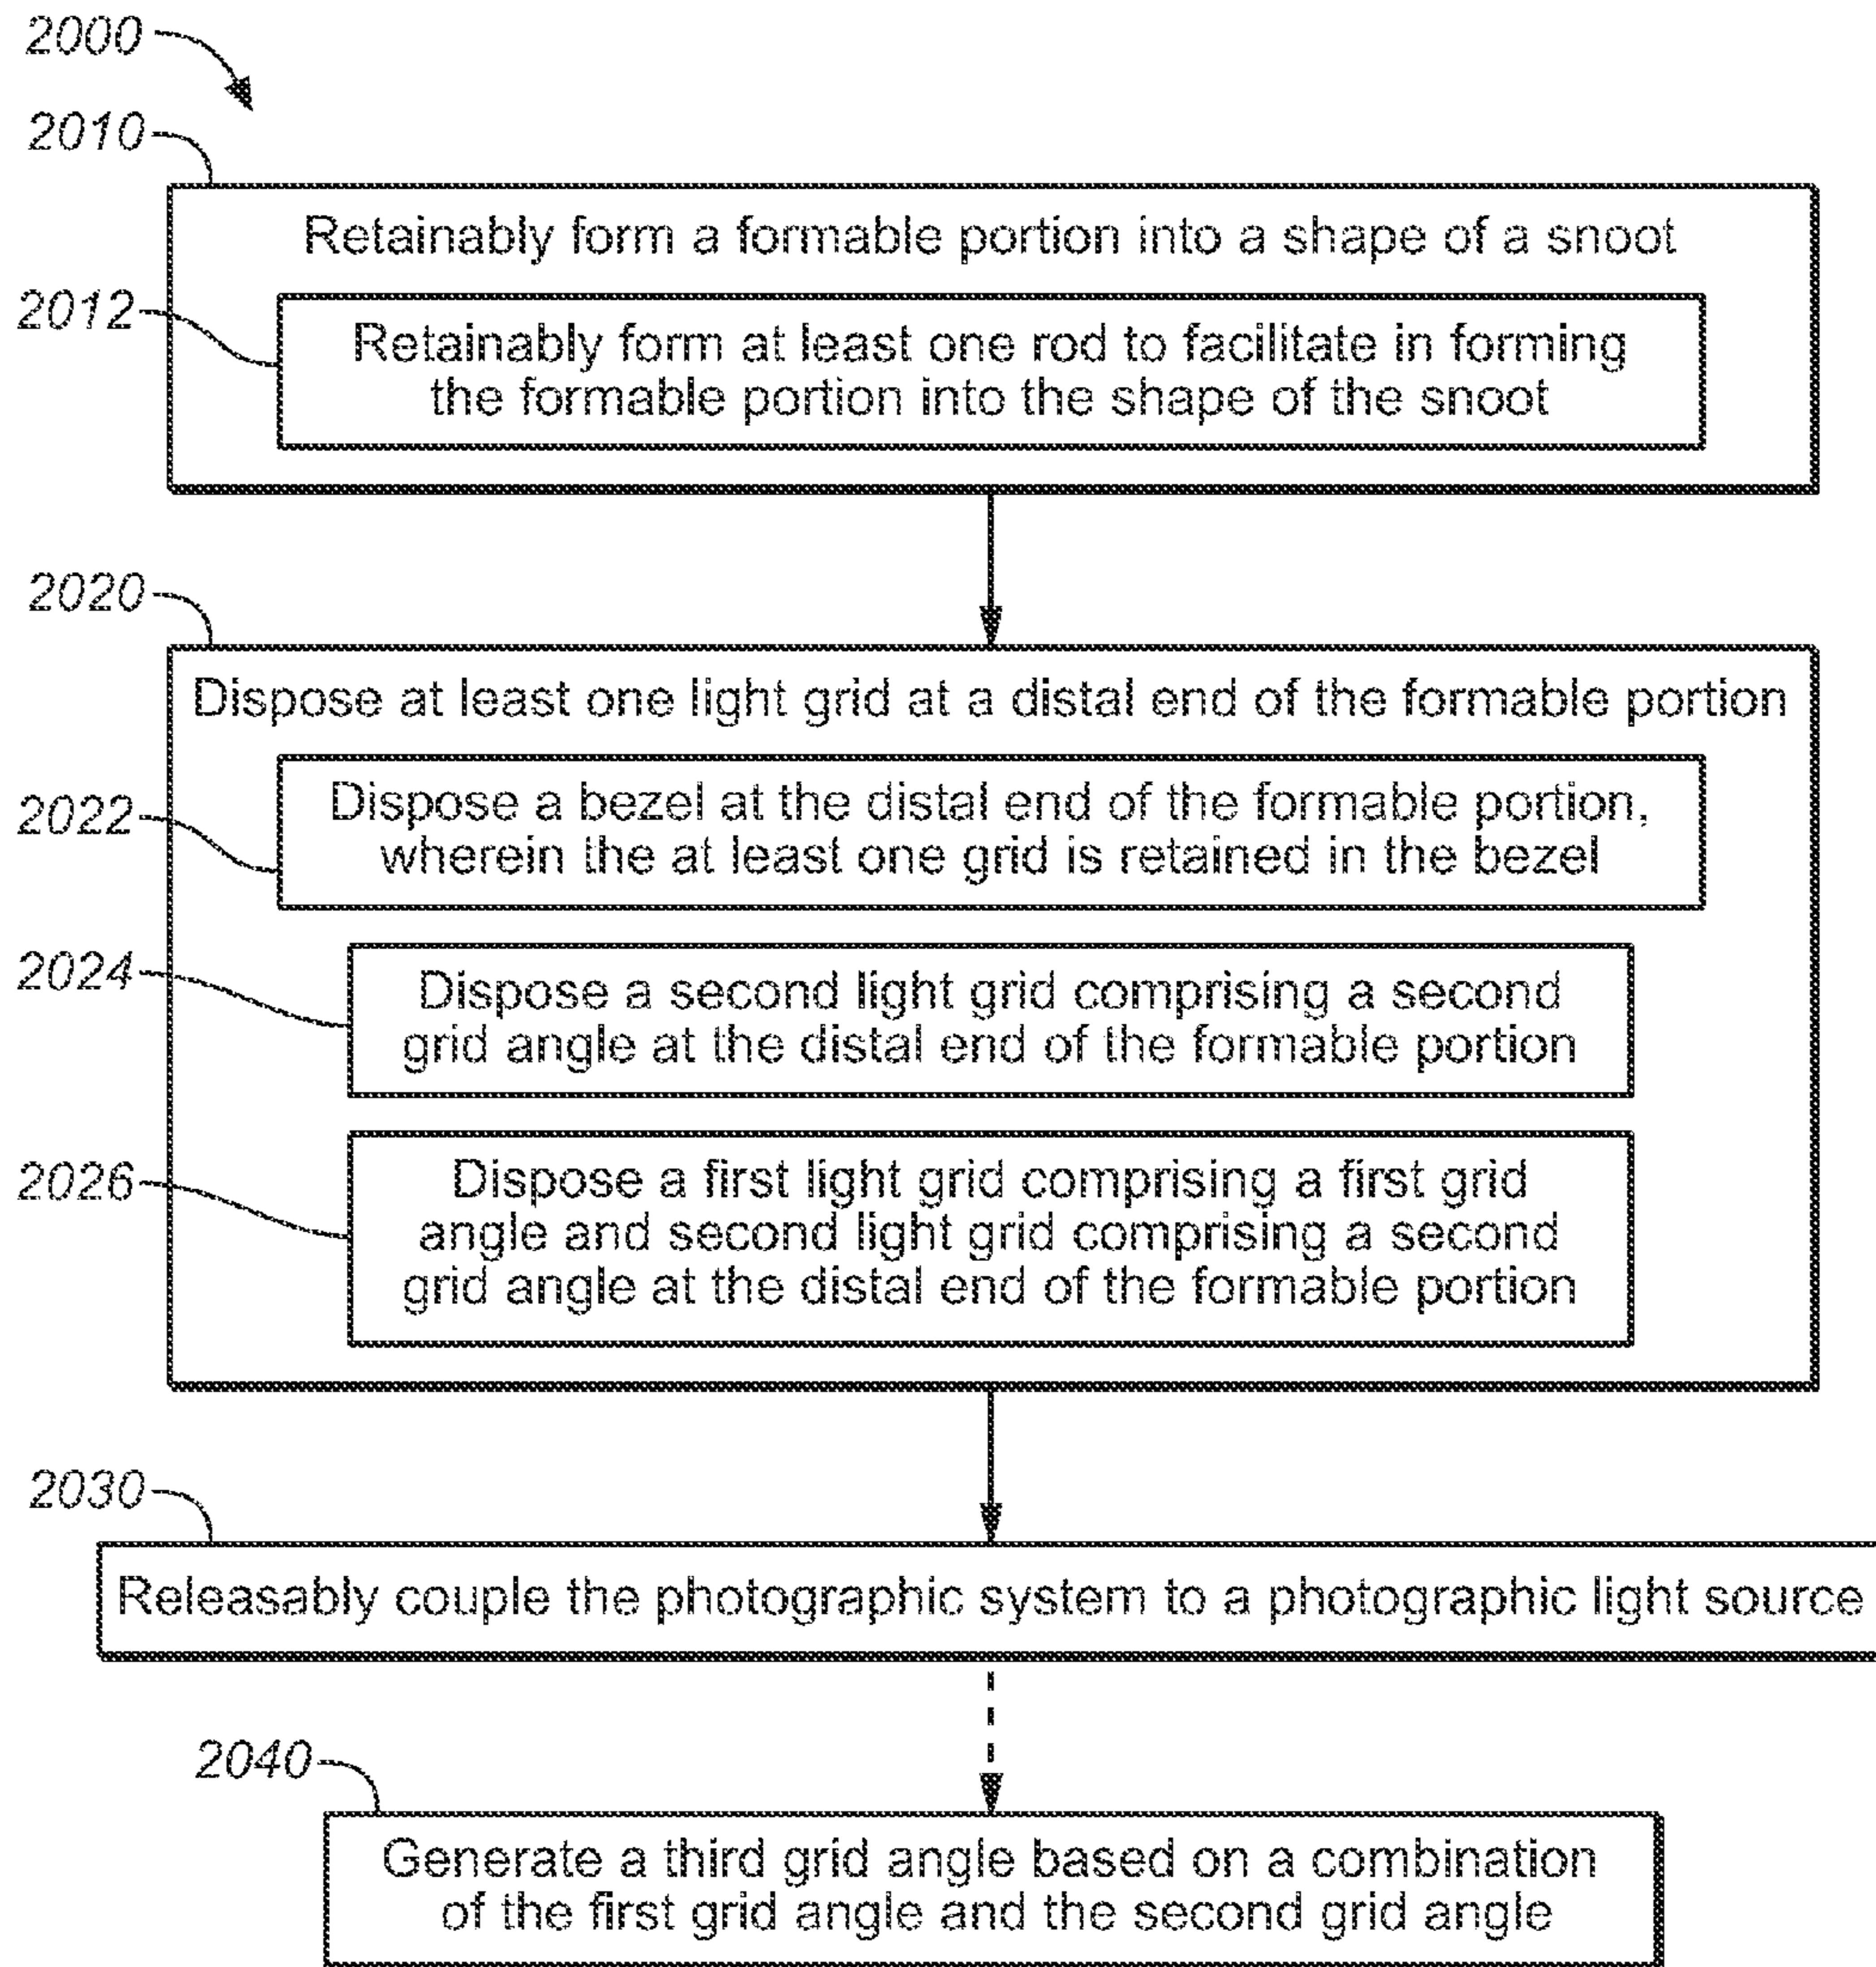 2000
2010
Retainably form a formable portion into a shape of a snoot
2012
Retainably form at least one rod to facilitate in forming
the formable portion into the shape of the snoot
2020
Dispose at least one light grid at a distal end of the formable portion
2022
Dispose a bezel at the distal end of the formable portion,
wherein the at least one grid is retained in the bezel
2024
Dispose a second light grid comprising a second
grid angle at the distal end of the formable portion
2026
Dispose a first light grid comprising a first grid
angle and second light grid comprising a second
grid angle at the distal end of the formable portion
2030
Releasably couple the photographic system to a photographic light source
2040
Generate a third grid angle based on a combination
of the first grid angle and the second grid angle